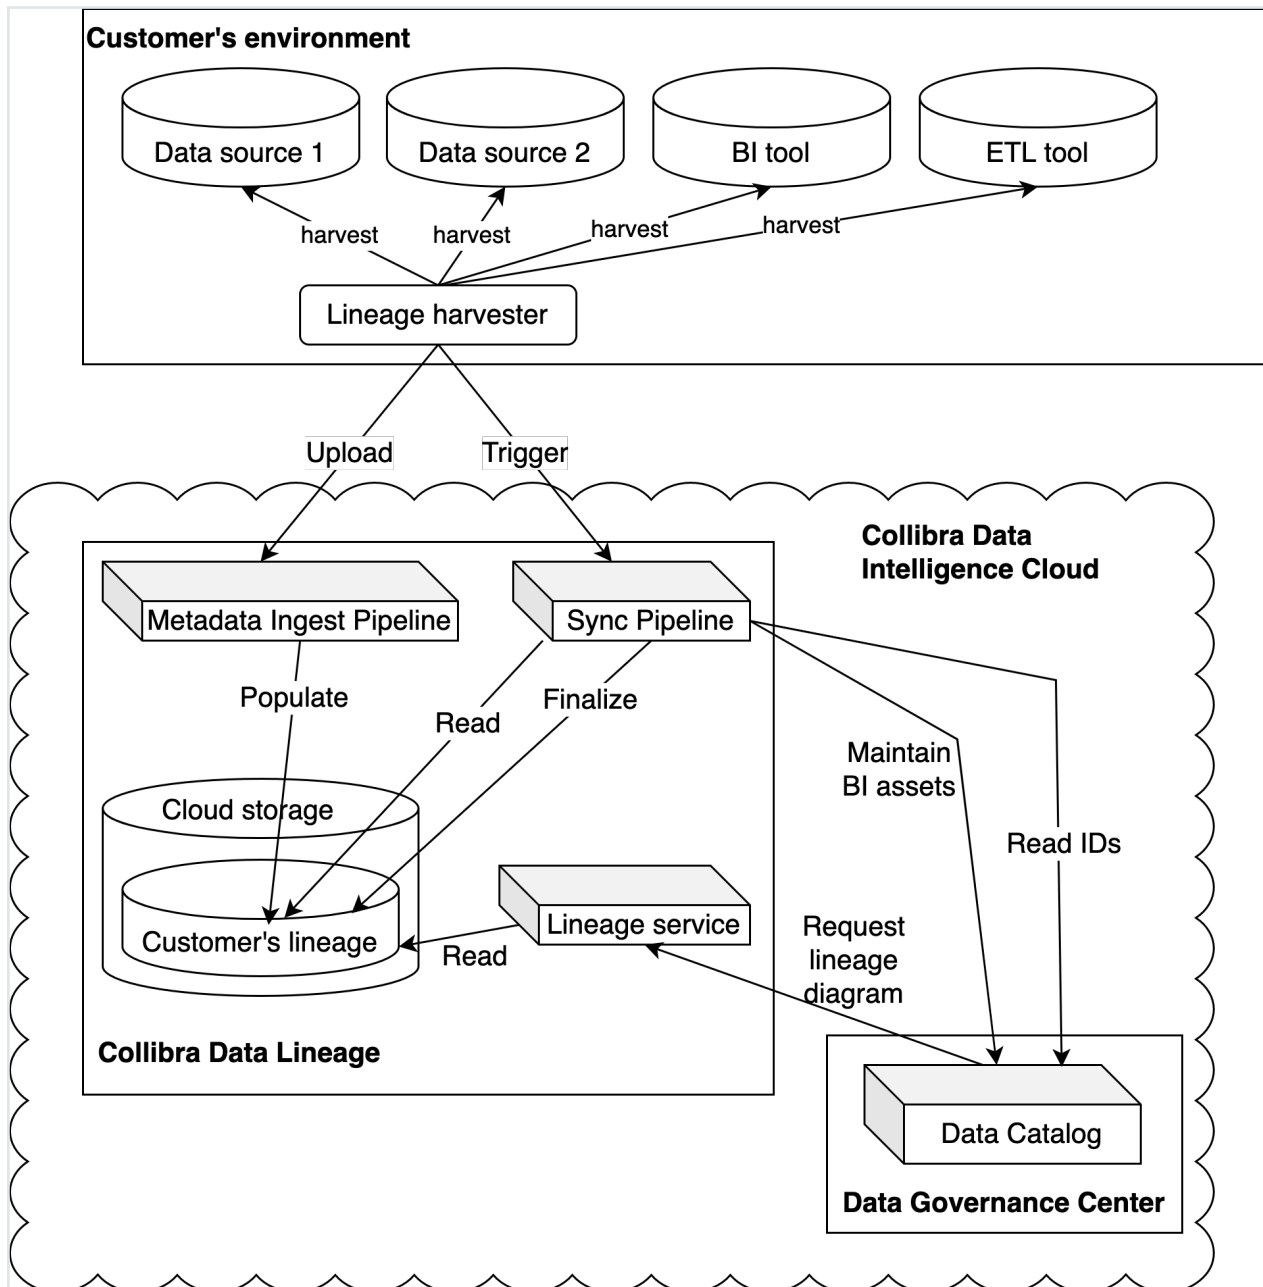 Customer's environment
Data source 1
Data source 2
BI tool
ETL tool
harvest
harvest
harvest
harvest
Lineage harvester
Upload
Trigger
Collibra Data
Intelligence Cloud
Metadata Ingest Pipeline
Sync Pipeline
Populate
Read
Finalize
Maintain
BI assets
Read IDs
Cloud storage
Customer's lineage
Read
Lineage service
Request
lineage
diagram
Collibra Data Lineage
Data Catalog
Data Governance Center